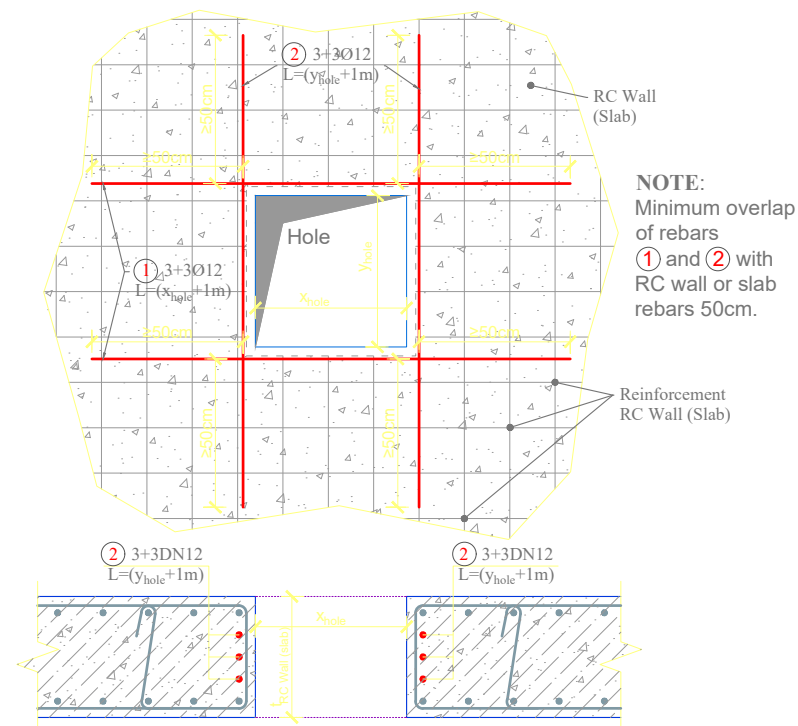 ② 3+3Ø12
L=(yhole+1m)
≥50cm
≥50cm
RC Wall
(Slab)
≥50cm
≥50cm
NOTE:
Minimum overlap
of rebars
① and ② with
RC wall or slab
rebars 50cm.
Hole
yhole
① 3+3Ø12
L=(xhole+1m)
xhole
≥50cm
≥50cm
Reinforcement
RC Wall (Slab)
≥50cm
≥50cm
② 3+3DN12
L=(yhole+1m)
② 3+3DN12
L=(yhole+1m)
xhole
RC Wall (slab)